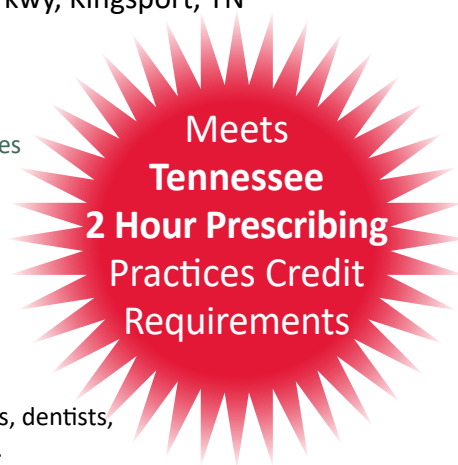 kwy, Kingsport, TN
es
Meets
Tennessee
2 Hour Prescribing
Practices Credit
Requirements
s, dentists,